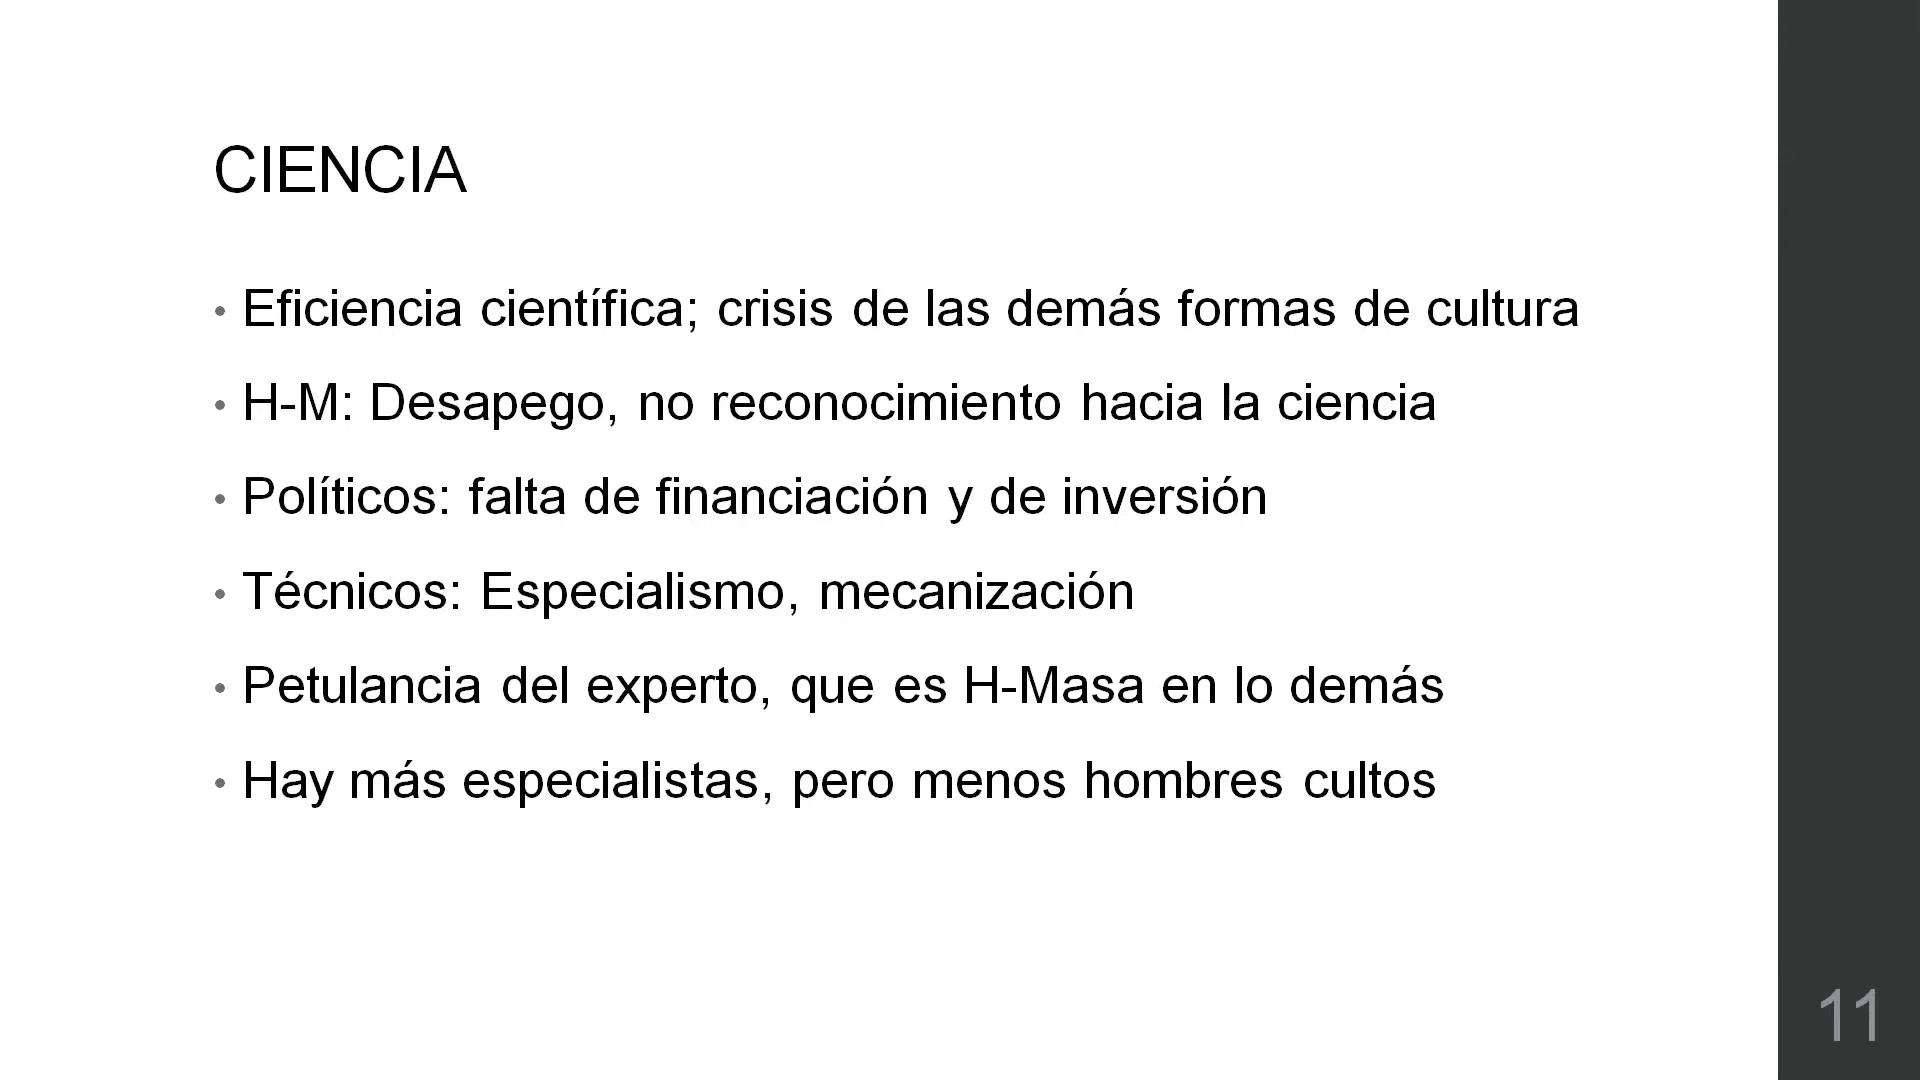 CIENCIA
• Eficiencia científica; crisis de las demás formas de cultura
• H-M: Desapego, no reconocimiento hacia la ciencia
• Políticos: falta de financiación y de inversión
• Técnicos: Especialismo, mecanización
• Petulancia del experto, que es H-Masa en lo demás
• Hay más especialistas, pero menos hombres cultos
11